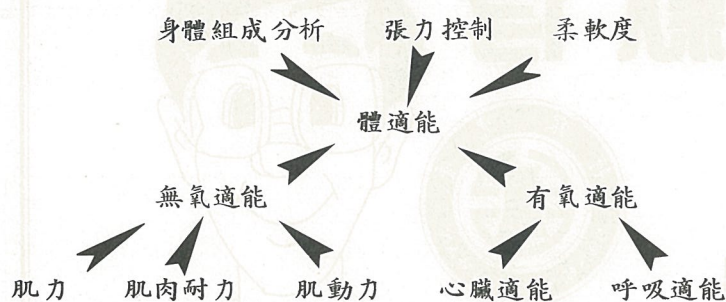 身體組成分析 張力控制 柔軟度
體適能
無氧適能 有氧適能
肌力 肌肉耐力 肌動力 心臟適能 呼吸適能